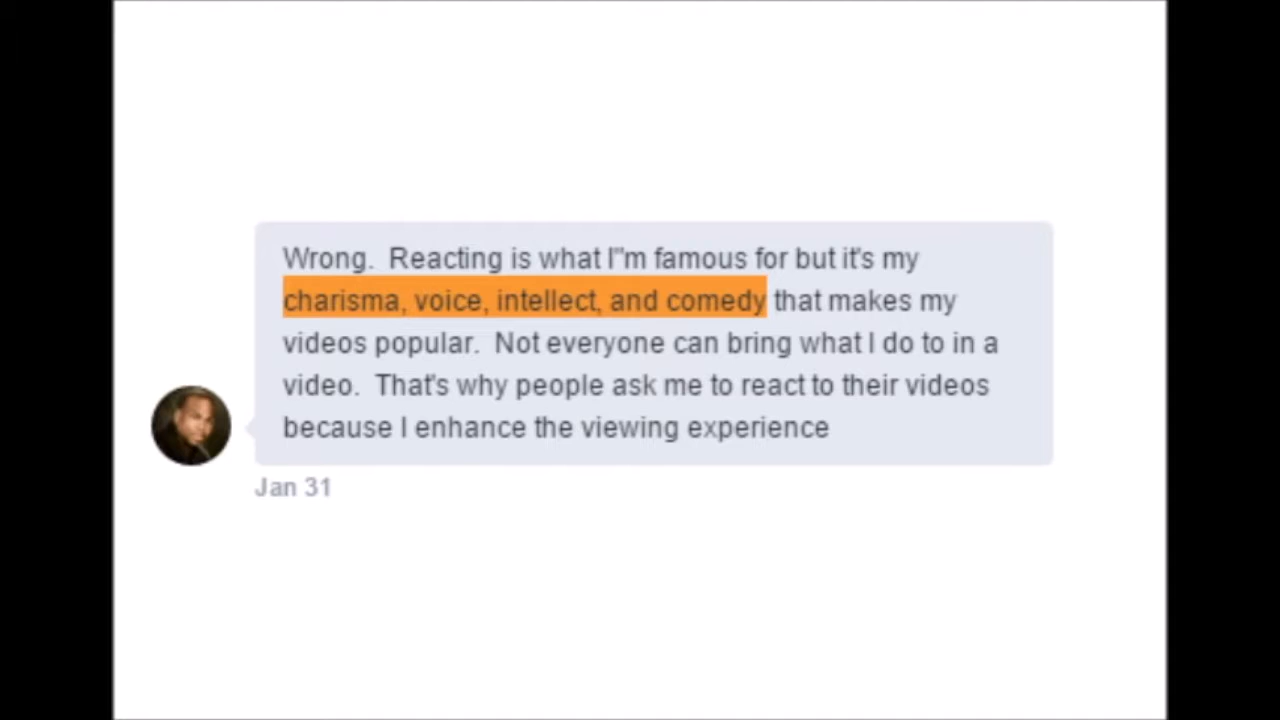 Wrong.  Reacting is what I"m famous for but it's my
charisma, voice, intellect, and comedy that makes my
videos popular.  Not everyone can bring what I do to in a
video.  That's why people ask me to react to their videos
because I enhance the viewing experience
Jan 31